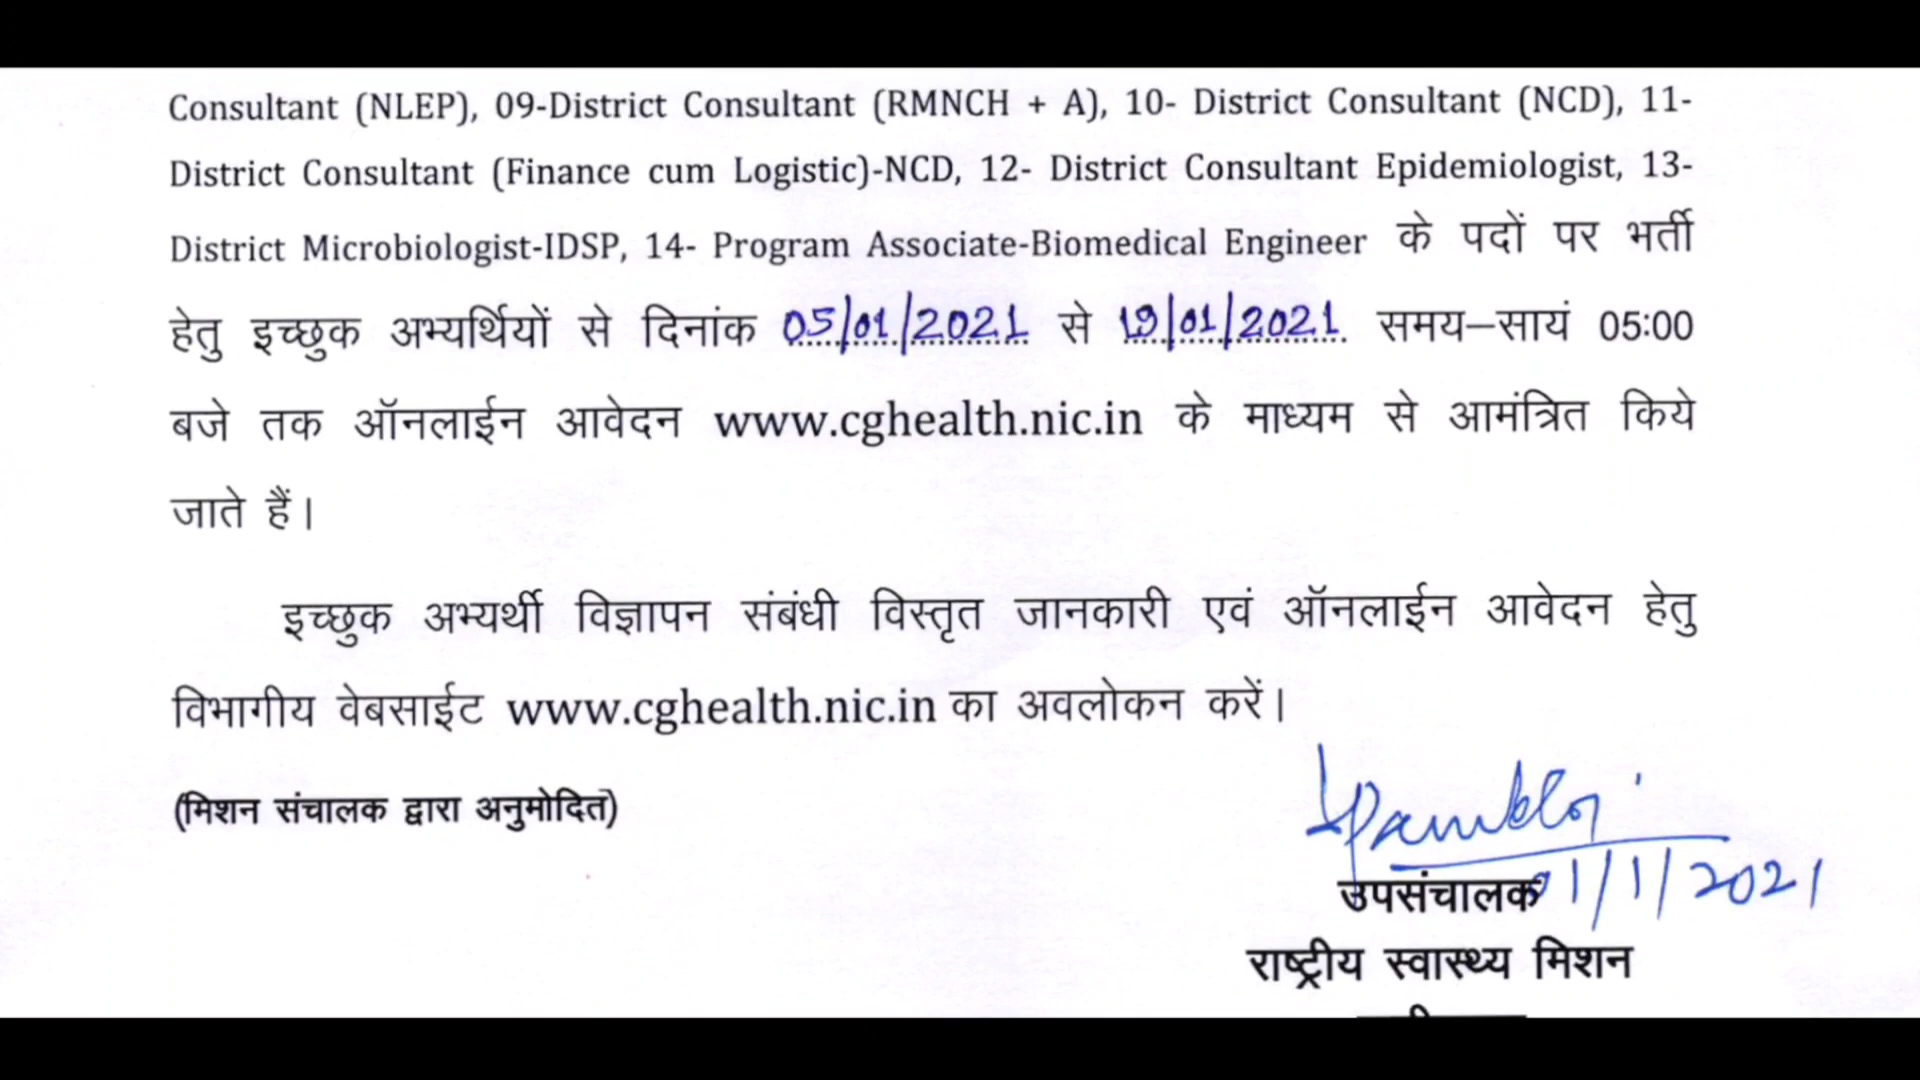 Consultant (NLEP), 09-District Consultant (RMNCH + A), 10- District Consultant (NCD), 11-
District Consultant (Finance cum Logistic)-NCD, 12- District Consultant Epidemiologist, 13-
District Microbiologist-IDSP, 14- Program Associate-Biomedical Engineer के पदों पर भर्ती
हेतु इच्छुक अभ्यर्थियों से दिनांक 05/01/2021 से 19/01/2021 समय–सायं 05:00
बजे तक ऑनलाईन आवेदन www.cghealth.nic.in के माध्यम से आमंत्रित किये
जाते हैं।
इच्छुक अभ्यर्थी विज्ञापन संबंधी विस्तृत जानकारी एवं ऑनलाईन आवेदन हेतु
विभागीय वेबसाईट www.cghealth.nic.in का अवलोकन करें।
(मिशन संचालक द्वारा अनुमोदित)
उपसंचालक 01/1/2021
राष्ट्रीय स्वास्थ्य मिशन